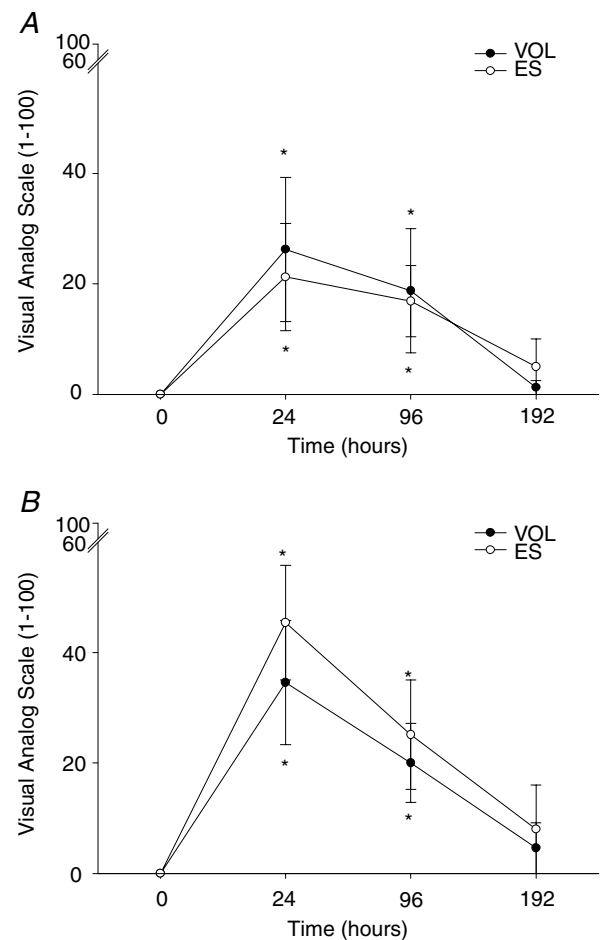 A
100
60
40
20
0
Visual Analog Scale (1-100)
VOL
ES
*
*
*
*
0 24 96 192
Time (hours)
B
100
60
40
20
0
Visual Analog Scale (1-100)
VOL
ES
*
*
*
*
0 24 96 192
Time (hours)